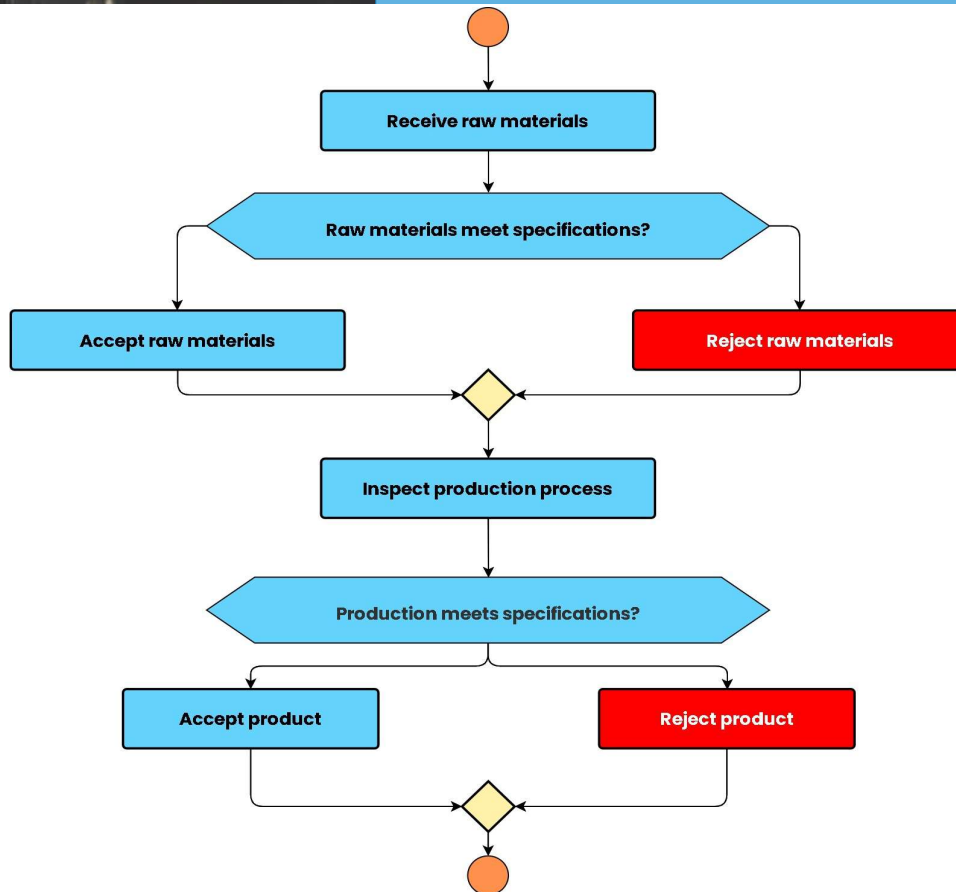 Receive raw materials
Raw materials meet specifications?
Accept raw materials
Reject raw materials
Inspect production process
Production meets specifications?
Accept product
Reject product